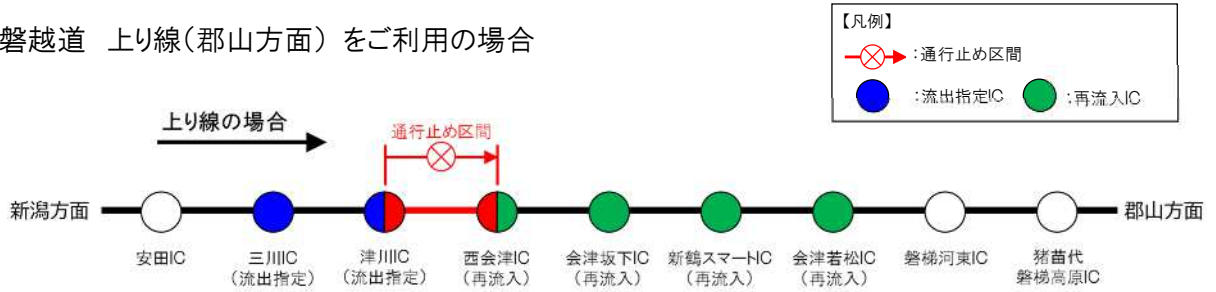 磐越道 上り線(郡山方面) をご利用の場合
【凡例】
:通行止め区間
:流出指定IC
:再流入IC
上り線の場合
通行止め区間
新潟方面
郡山方面
安田IC
三川IC
(流出指定)
津川IC
(流出指定)
西会津IC
(再流入)
会津坂下IC
(再流入)
新鶴スマートIC
(再流入)
会津若松IC
(再流入)
磐梯河東IC
猪苗代
磐梯高原IC